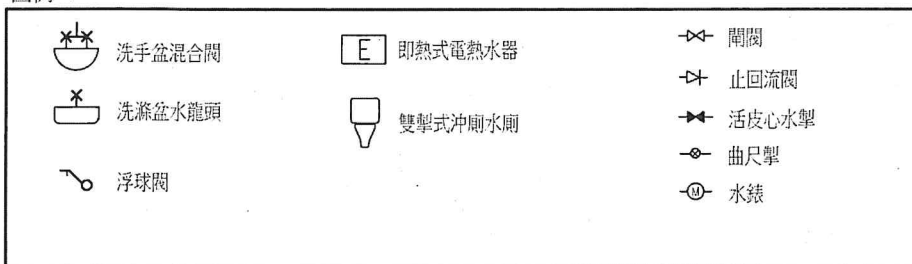 洗手盆混合閥
洗滌盆水龍頭
浮球閥
E 即熱式電熱水器
雙掣式沖廁水廁
閘閥
止回流閥
活皮心水掣
曲尺掣
M 水錶